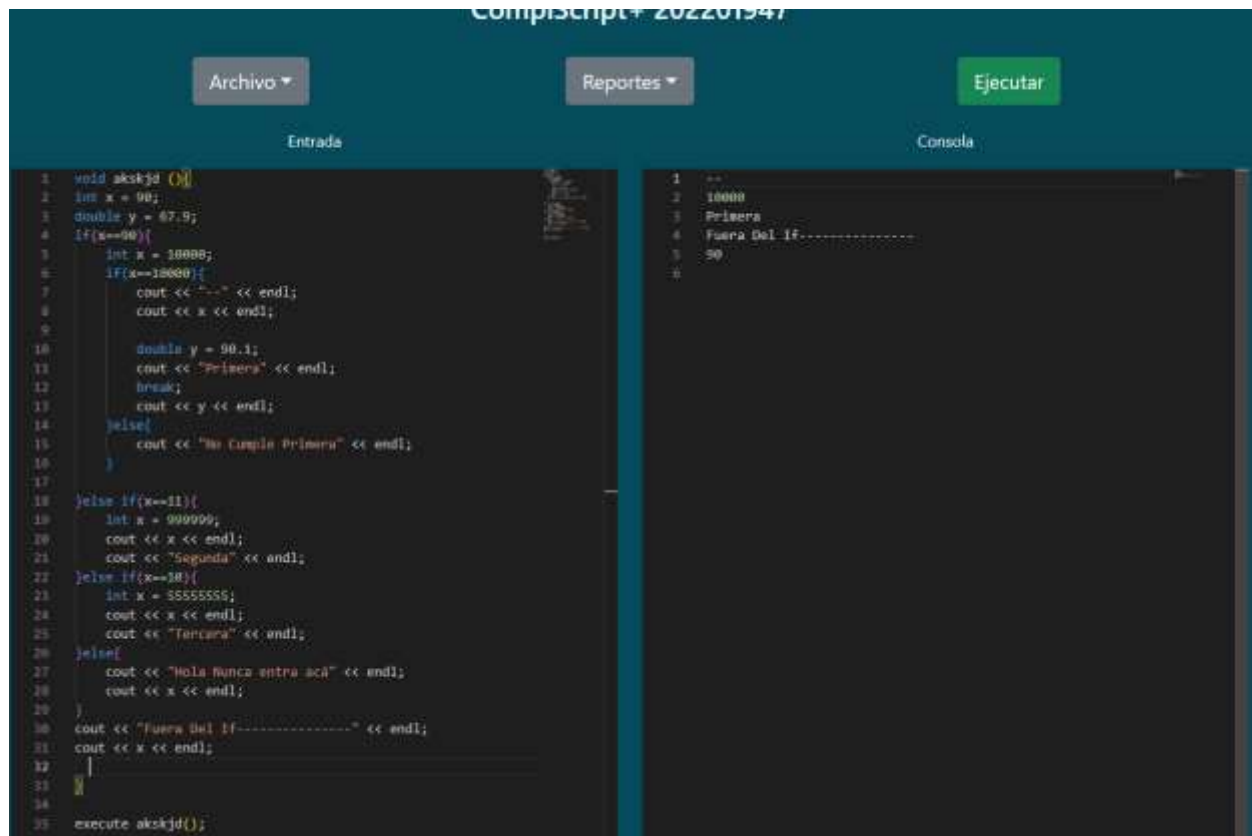 CompiScript+ 202201947
Archivo
Reportes
Ejecutar
Entrada
Consola
1 void akskjd (){
2 int x = 90;
3 double y = 67.9;
4 if(x==90){
5 int x = 10000;
6 if(x==10000){
7 cout << "--" << endl;
8 cout << x << endl;
9
10 double y = 90.1;
11 cout << "Primera" << endl;
12 break;
13 cout << y << endl;
14 }else{
15 cout << "No Cumple Primera" << endl;
16 }
17
18 }else if(x==11){
19 int x = 999999;
20 cout << x << endl;
21 cout << "Segunda" << endl;
22 }else if(x==10){
23 int x = 55555555;
24 cout << x << endl;
25 cout << "Tercera" << endl;
26 }else{
27 cout << "Hola Nunca entra acá" << endl;
28 cout << x << endl;
29 }
30 cout << "Fuera Del If---------------" << endl;
31 cout << x << endl;
32
33 }
34
35 execute akskjd();
1 --
2 10000
3 Primera
4 Fuera Del If---------------
5 90
6